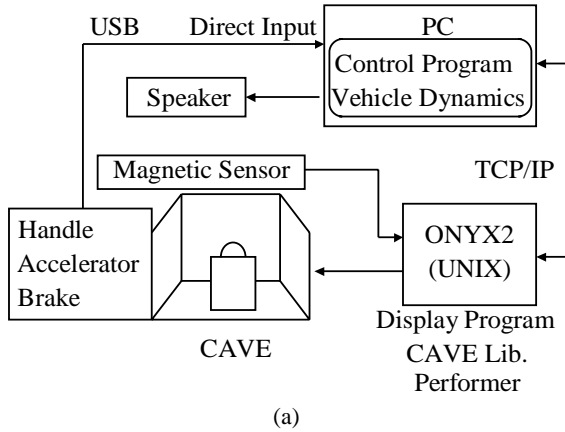 USB
Direct Input
PC
Control Program
Vehicle Dynamics
Speaker
Magnetic Sensor
TCP/IP
Handle
Accelerator
Brake
ONYX2
(UNIX)
CAVE
Display Program
CAVE Lib.
Performer
(a)